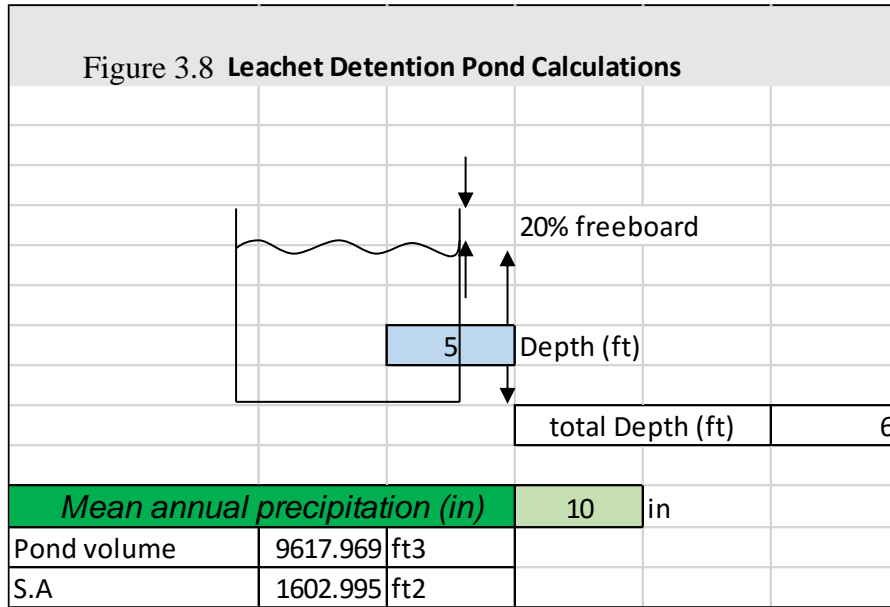 Figure 3.8 Leachet Detention Pond Calculations
20% freeboard
5 Depth (ft)
total Depth (ft) 6
Mean annual precipitation (in) 10 in
Pond volume 9617.969 ft3
S.A 1602.995 ft2